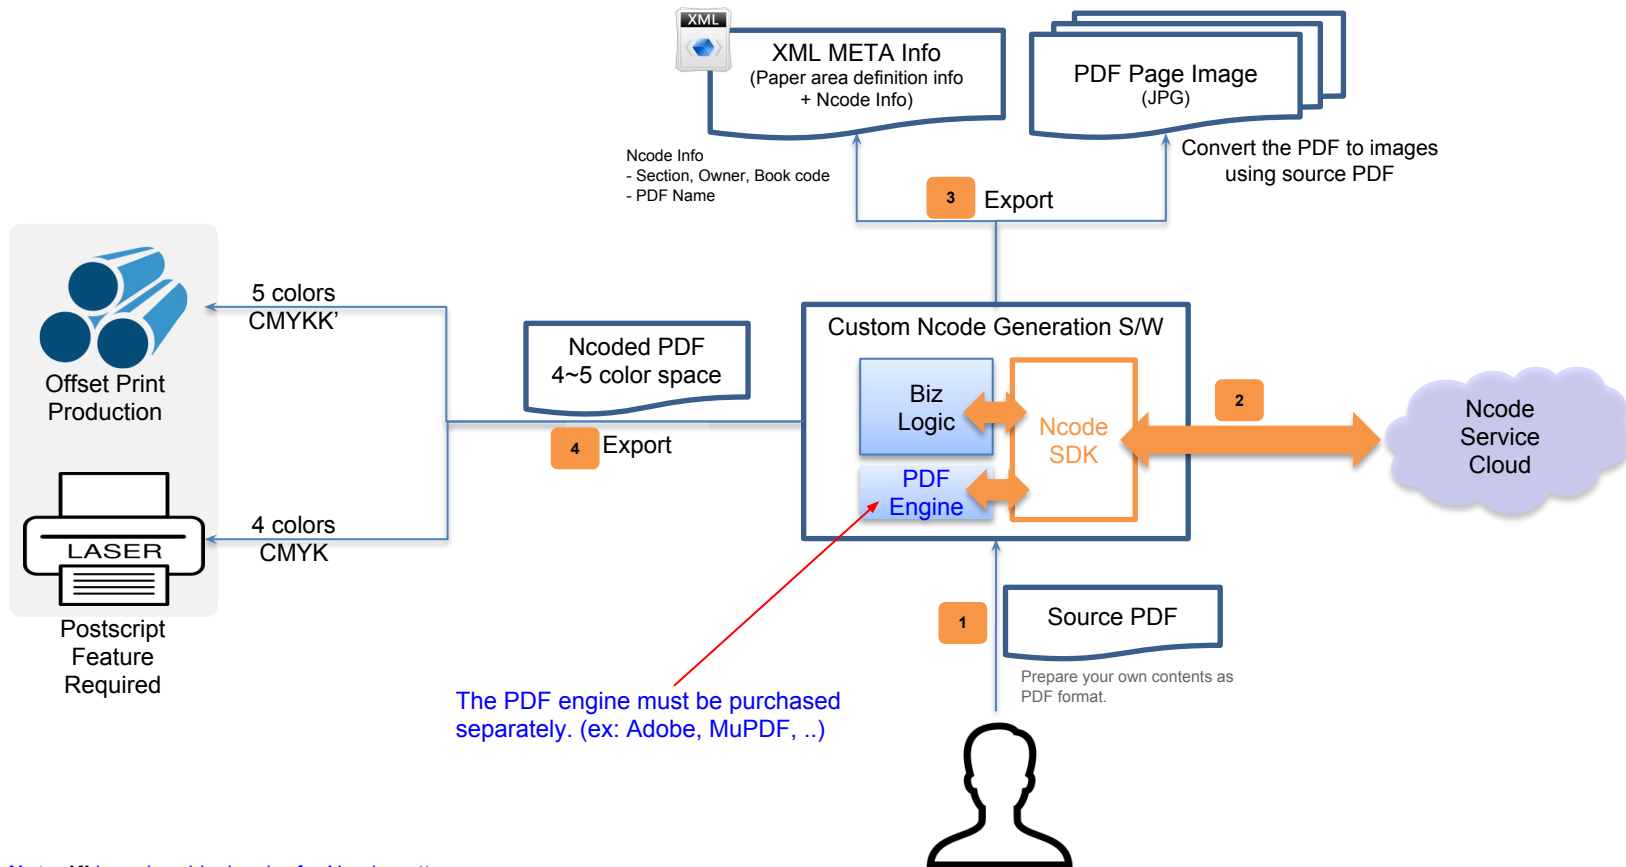 XML
XML META Info
(Paper area definition info
+ Ncode Info)
PDF Page Image
(JPG)
Ncode Info
- Section, Owner, Book code
- PDF Name
Convert the PDF to images
using source PDF
3
Export
5 colors
CMYKK’
Offset Print
Production
Ncoded PDF
4~5 color space
4
Export
Custom Ncode Generation S/W
Biz
Logic
PDF
Engine
Ncode
SDK
2
Ncode
Service
Cloud
4 colors
CMYK
LASER
Postscript
Feature
Required
1
Source PDF
Prepare your own contents as
PDF format.
The PDF engine must be purchased
separately. (ex: Adobe, MuPDF, ..)